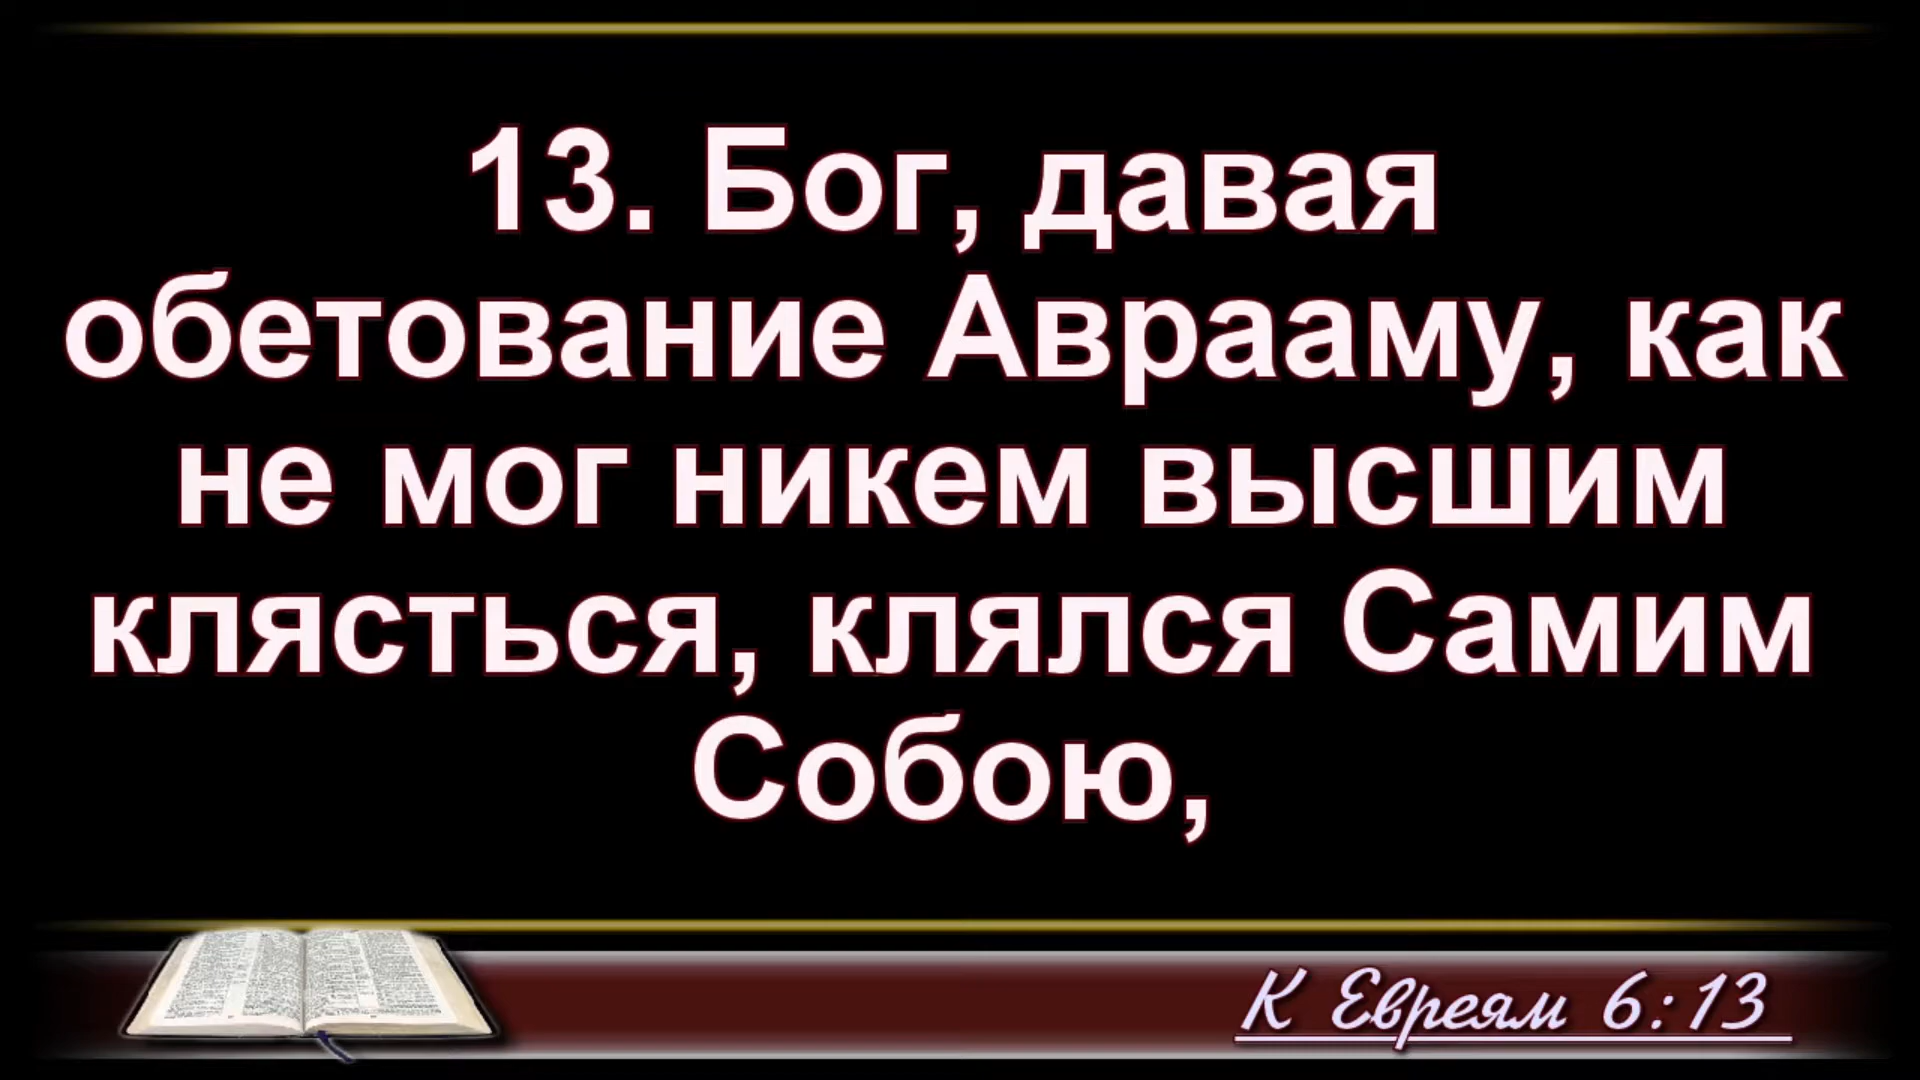 13. Бог, давая
обетование Аврааму, как
не мог никем высшим
клясться, клялся Самим
Собою,
К Евреям 6:13